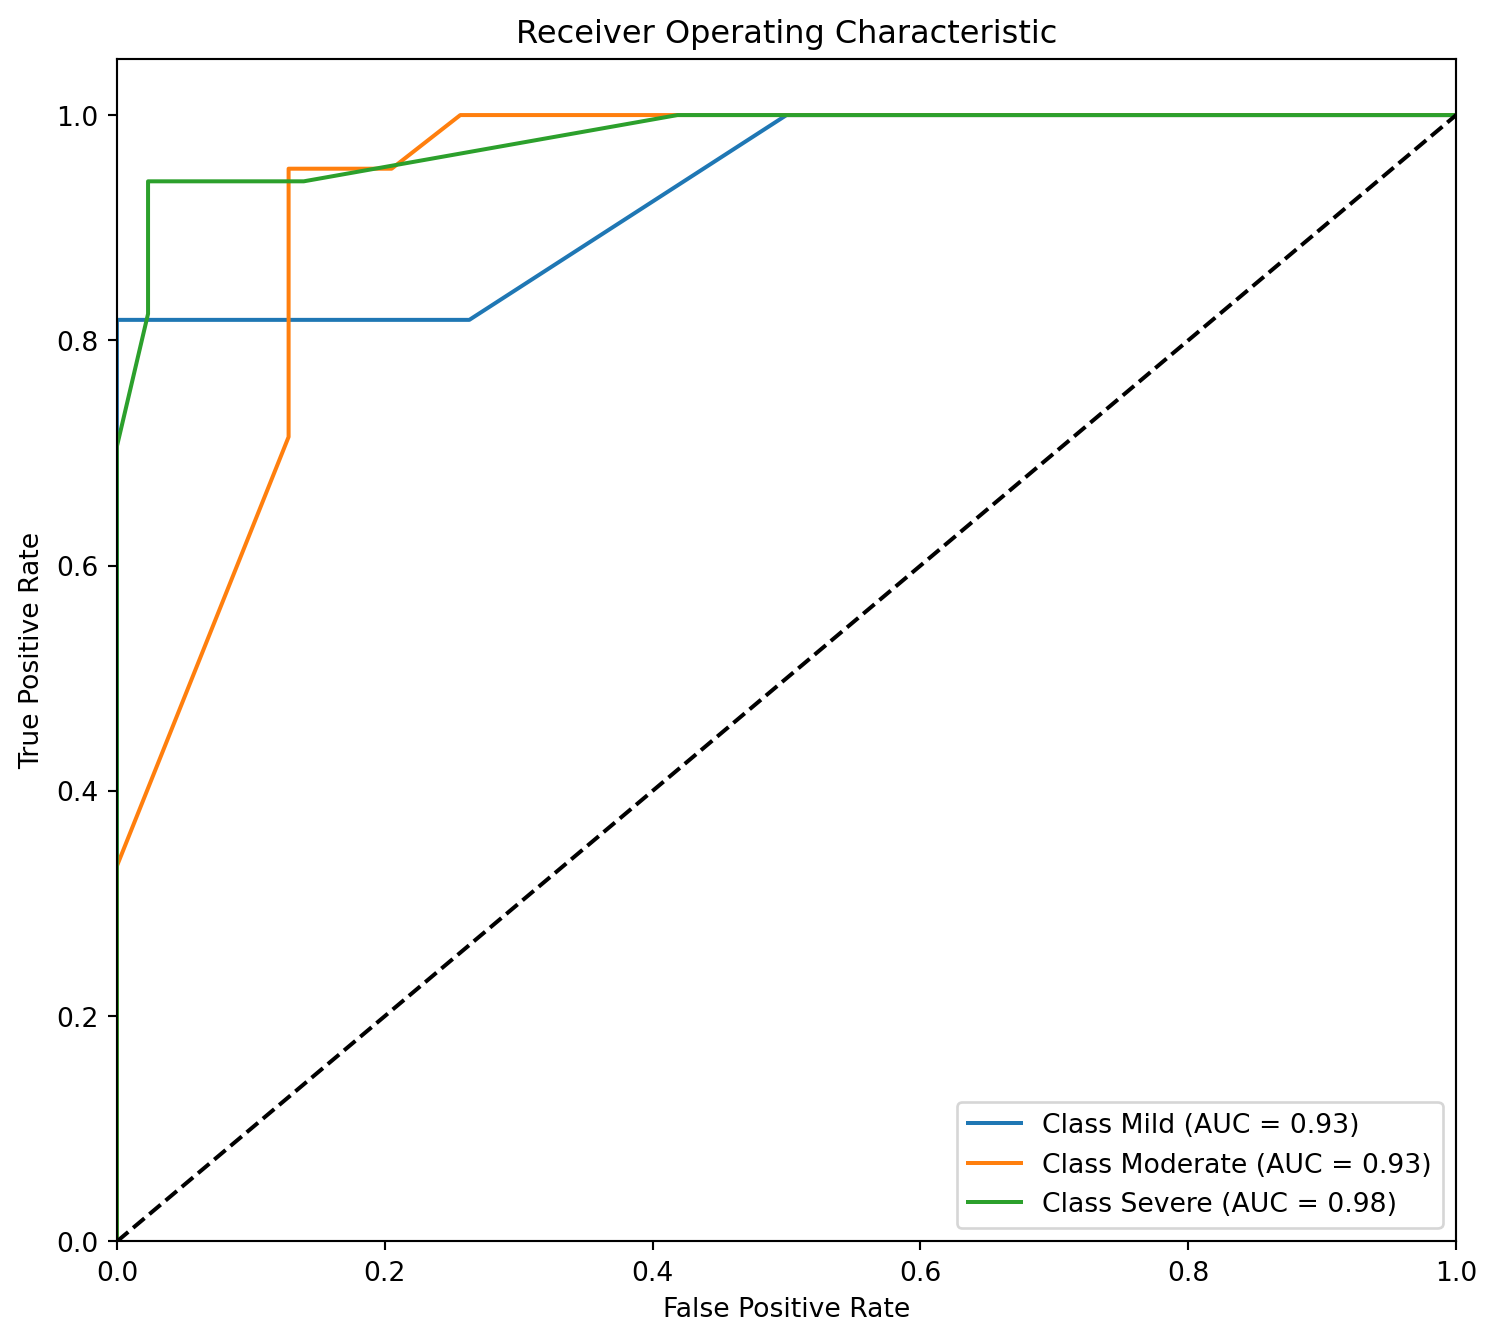 Receiver Operating Characteristic
True Positive Rate
1.0
0.8
0.6
0.4
0.2
0.0
0.0 0.2 0.4 0.6 0.8 1.0
False Positive Rate
Class Mild (AUC = 0.93)
Class Moderate (AUC = 0.93)
Class Severe (AUC = 0.98)